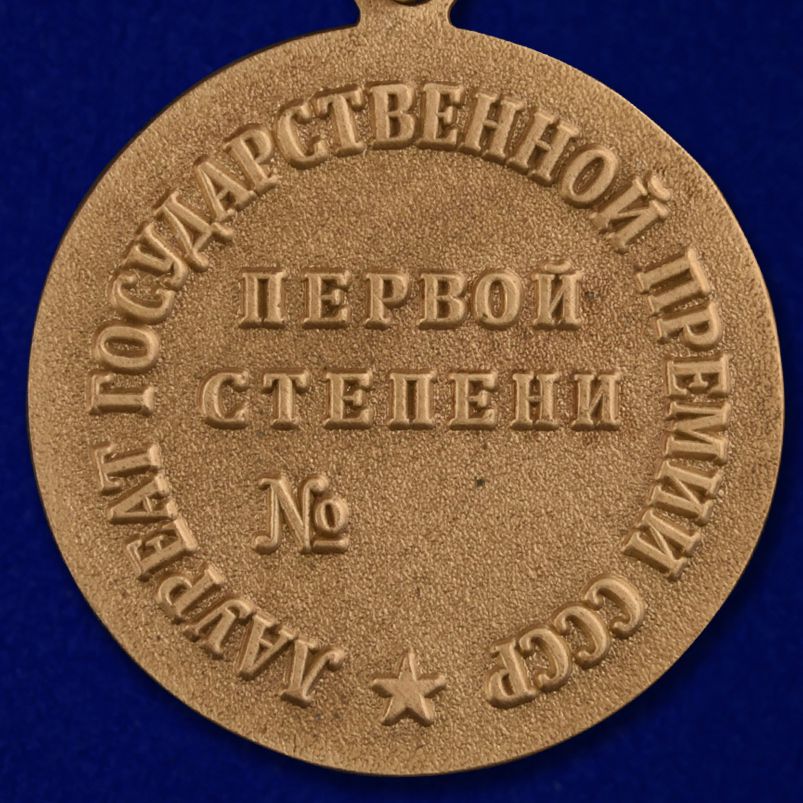 ЛАУРЕАТ ГОСУДАРСТВЕННОЙ ПРЕМИИ СССР
ПЕРВОЙ
СТЕПЕНИ
№